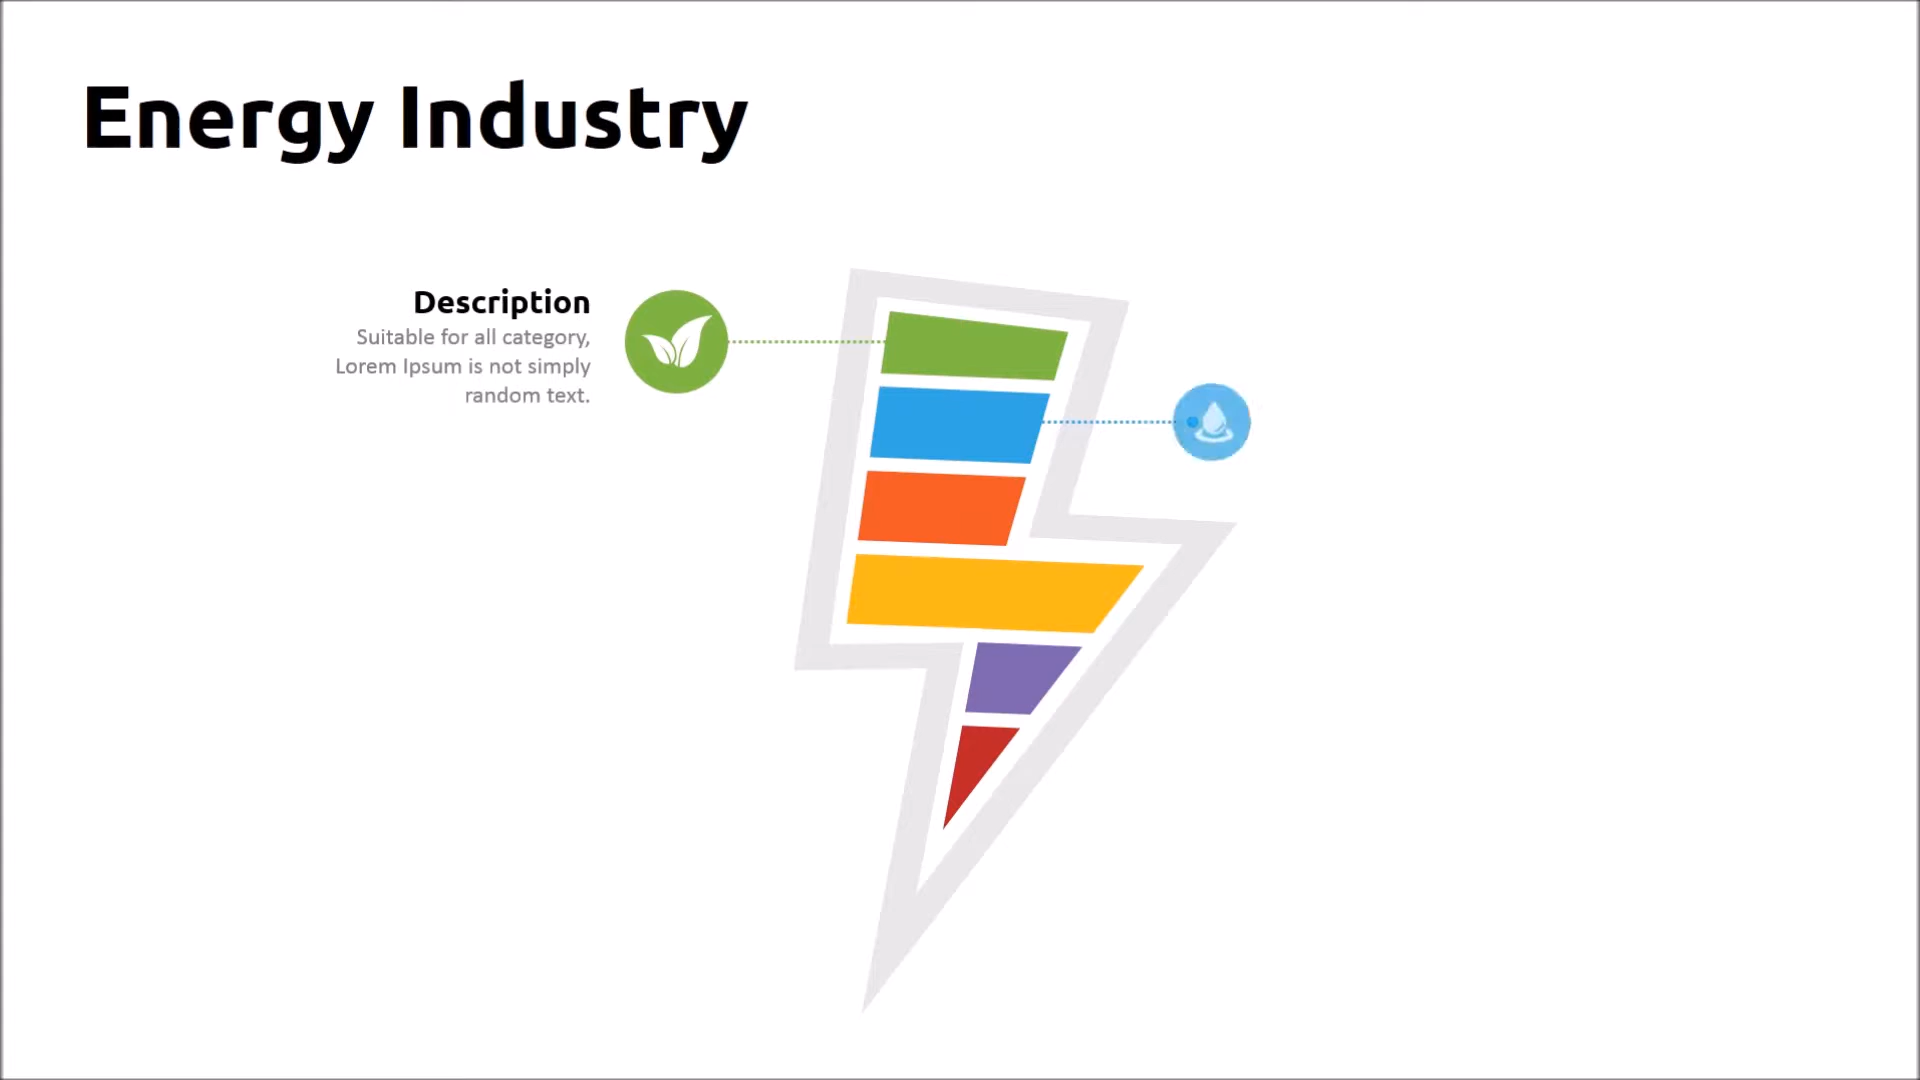 Energy Industry
Description
Suitable for all category,
Lorem Ipsum is not simply
random text.